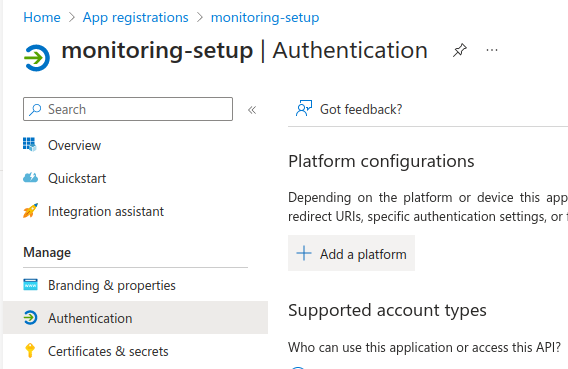 Home > App registrations > monitoring-setup
monitoring-setup | Authentication
Search
«
Got feedback?
Overview
Quickstart
Integration assistant
Manage
Branding & properties
Authentication
Certificates & secrets
Platform configurations
Depending on the platform or device this app
redirect URIs, specific authentication settings, or
+ Add a platform
Supported account types
Who can use this application or access this API?